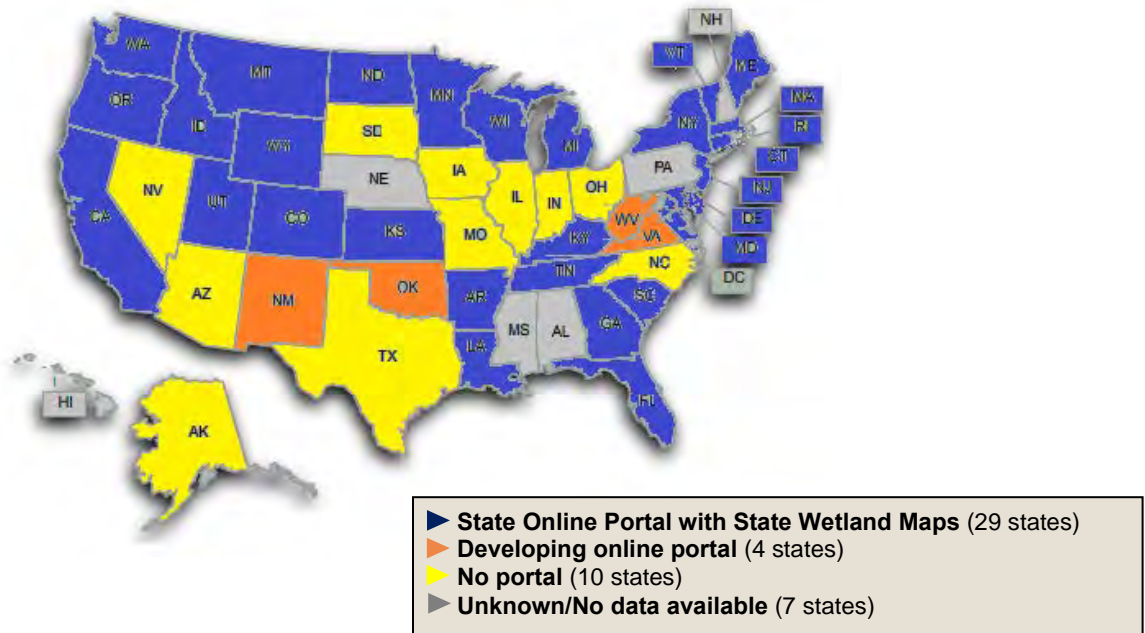 NH
WA
VT
ME
MT
ND
OR
MN
MA
ID
SD
WI
NY
RI
WY
MI
CT
NE
IA
PA
NV
IL
IN
OH
NJ
UT
CO
WV
DE
CA
KS
MO
KY
VA
MD
TN
NC
DC
AZ
NM
OK
AR
SC
MS
AL
GA
TX
LA
FL
HI
AK
State Online Portal with State Wetland Maps (29 states)
Developing online portal (4 states)
No portal (10 states)
Unknown/No data available (7 states)